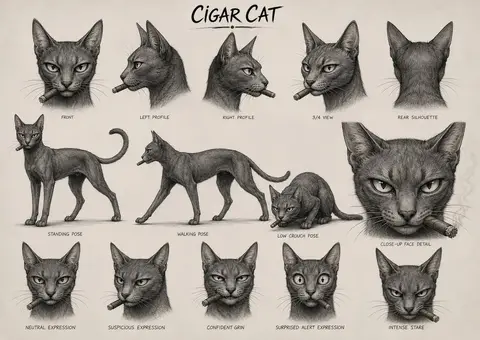 CIGAR CAT
FRONT
LEFT PROFILE
RIGHT PROFILE
3/4 VIEW
REAR SILHOUETTE
STANDING POSE
WALKING POSE
LOW CROUCH POSE
CLOSE-UP FACE DETAIL
NEUTRAL EXPRESSION
SUSPICIOUS EXPRESSION
CONFIDENT GRIN
SURPRISED ALERT EXPRESSION
INTENSE STARE